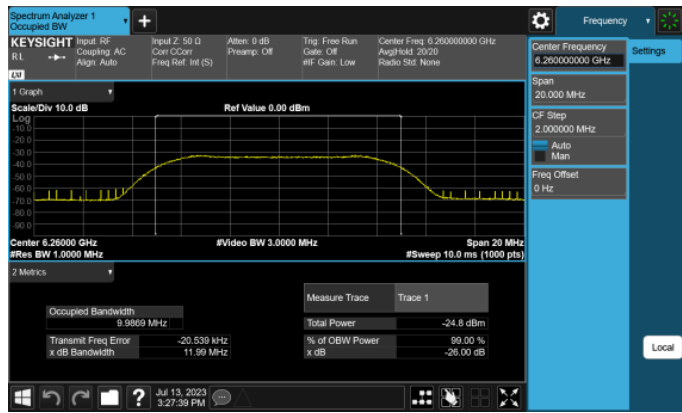 Spectrum Analyzer 1
Occupied BW
+
Frequency
KEYSIGHT
Input: RF
Input Z: 50 Ω
Atten: 0 dB
Trig: Free Run
Center Freq: 6.260000000 GHz
R L
Coupling: AC
Corr CCorr
Preamp: Off
Gate: Off
Avg|Hold: 20/20
Align: Auto
Freq Ref: Int (S)
#IF Gain: Low
Radio Std: None
LXI
Center Frequency
6.260000000 GHz
Settings
Span
20.000 MHz
CF Step
2.000000 MHz
Auto
Man
Freq Offset
0 Hz
Local
1 Graph
Scale/Div 10.0 dB
Ref Value 0.00 dBm
Log
-10.0
-20.0
-30.0
-40.0
-50.0
-60.0
-70.0
-80.0
-90.0
Center 6.26000 GHz
#Video BW 3.0000 MHz
Span 20 MHz
#Res BW 1.0000 MHz
#Sweep 10.0 ms (1000 pts)
2 Metrics
Measure Trace
Trace 1
Occupied Bandwidth
9.9869 MHz
Total Power
-24.8 dBm
Transmit Freq Error
-20.539 kHz
% of OBW Power
99.00 %
x dB Bandwidth
11.99 MHz
x dB
-26.00 dB
?
Jul 13, 2023
3:27:39 PM